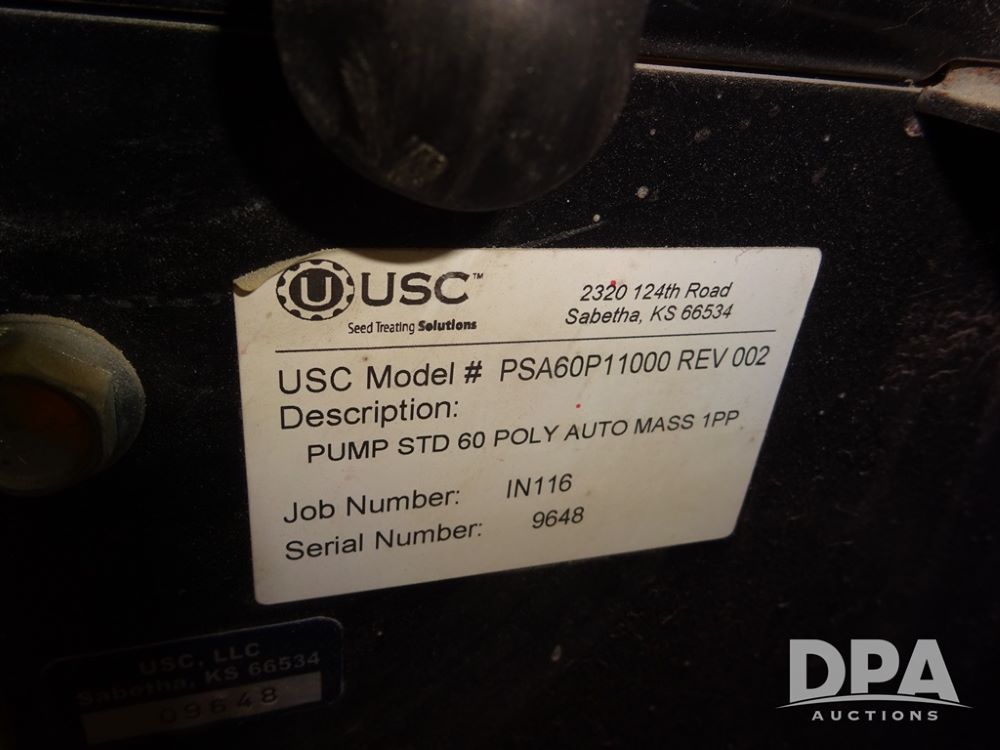 U USC™
Seed Treating Solutions
2320 124th Road
Sabetha, KS 66534
USC Model # PSA60P11000 REV 002
Description:
PUMP STD 60 POLY AUTO MASS 1PP
Job Number: IN116
Serial Number: 9648
USC, LLC
Sabetha, KS 66534
09648
DPA
AUCTIONS